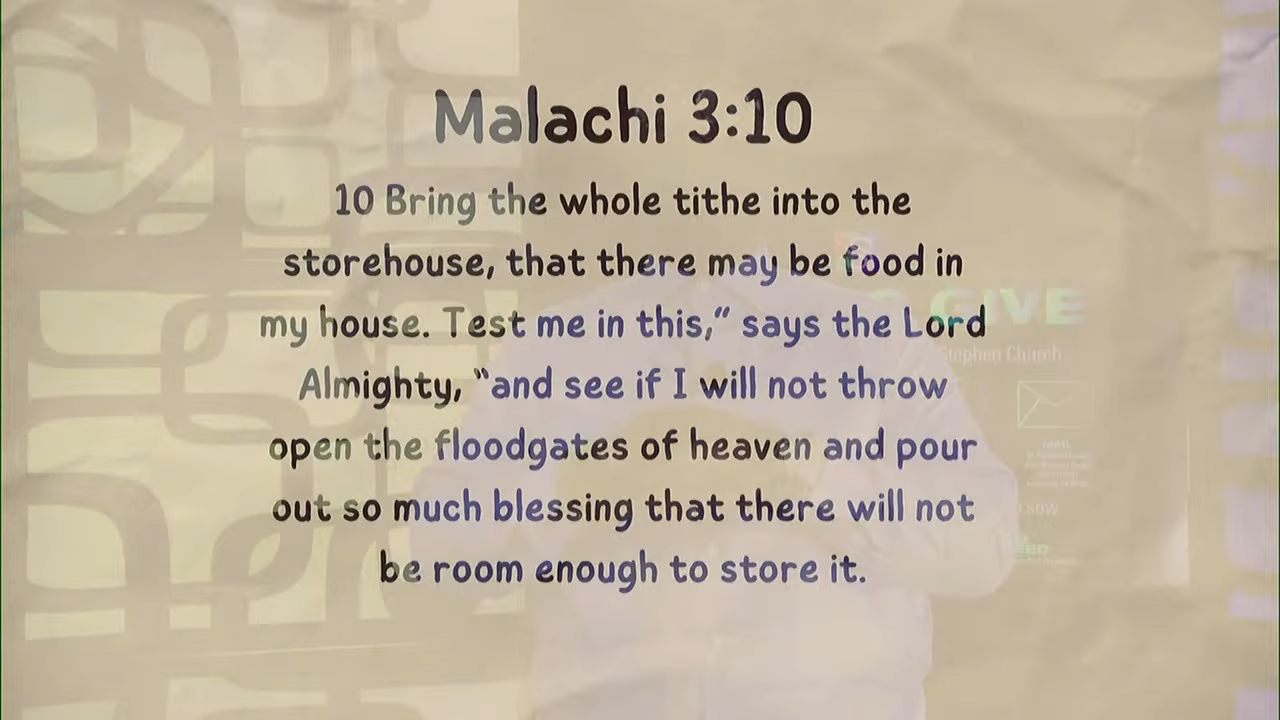 Malachi 3:10
10 Bring the whole tithe into the
storehouse, that there may be food in
my house. Test me in this,“ says the Lord
Almighty, “and see if I will not throw
open the floodgates of heaven and pour
out so much blessing that there will not
be room enough to store it.
GIVE
Stephen Church
SOW